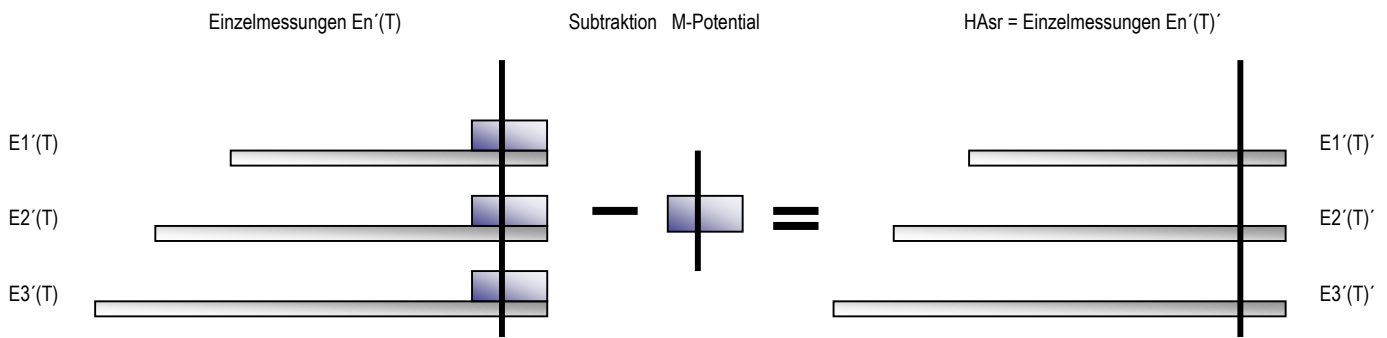 Einzelmessungen En´(T)
Subtraktion M-Potential
HAsr = Einzelmessungen En´(T)´
E1´(T)
E1´(T)´
E2´(T)
E2´(T)´
E3´(T)
E3´(T)´